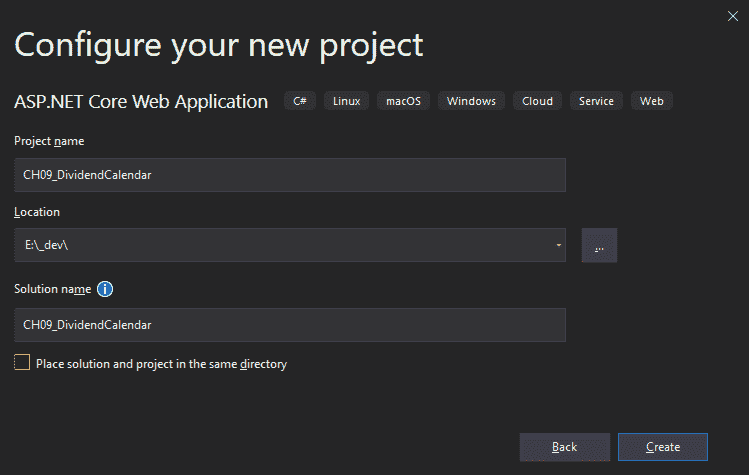 Configure your new project
ASP.NET Core Web Application C# Linux macOS Windows Cloud Service Web
Project name
CH09_DividendCalendar
Location
E:\_dev\
...
Solution name
CH09_DividendCalendar
Place solution and project in the same directory
Back Create